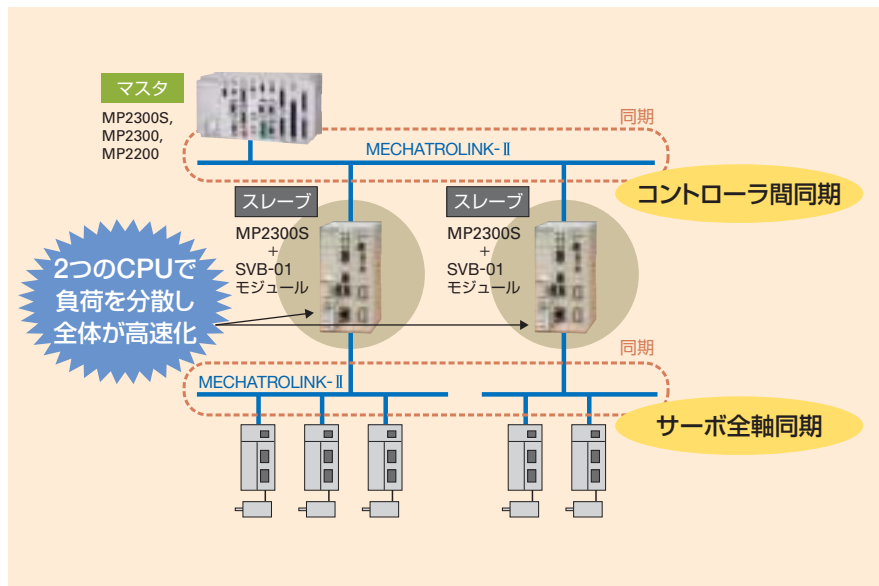 マスタ
MP2300S,
MP2300,
MP2200
同期
MECHATROLINK-Ⅱ
コントローラ間同期
スレーブ
MP2300S
+
SVB-01
モジュール
スレーブ
MP2300S
+
SVB-01
モジュール
2つのCPUで
負荷を分散し
全体が高速化
同期
MECHATROLINK-Ⅱ
サーボ全軸同期